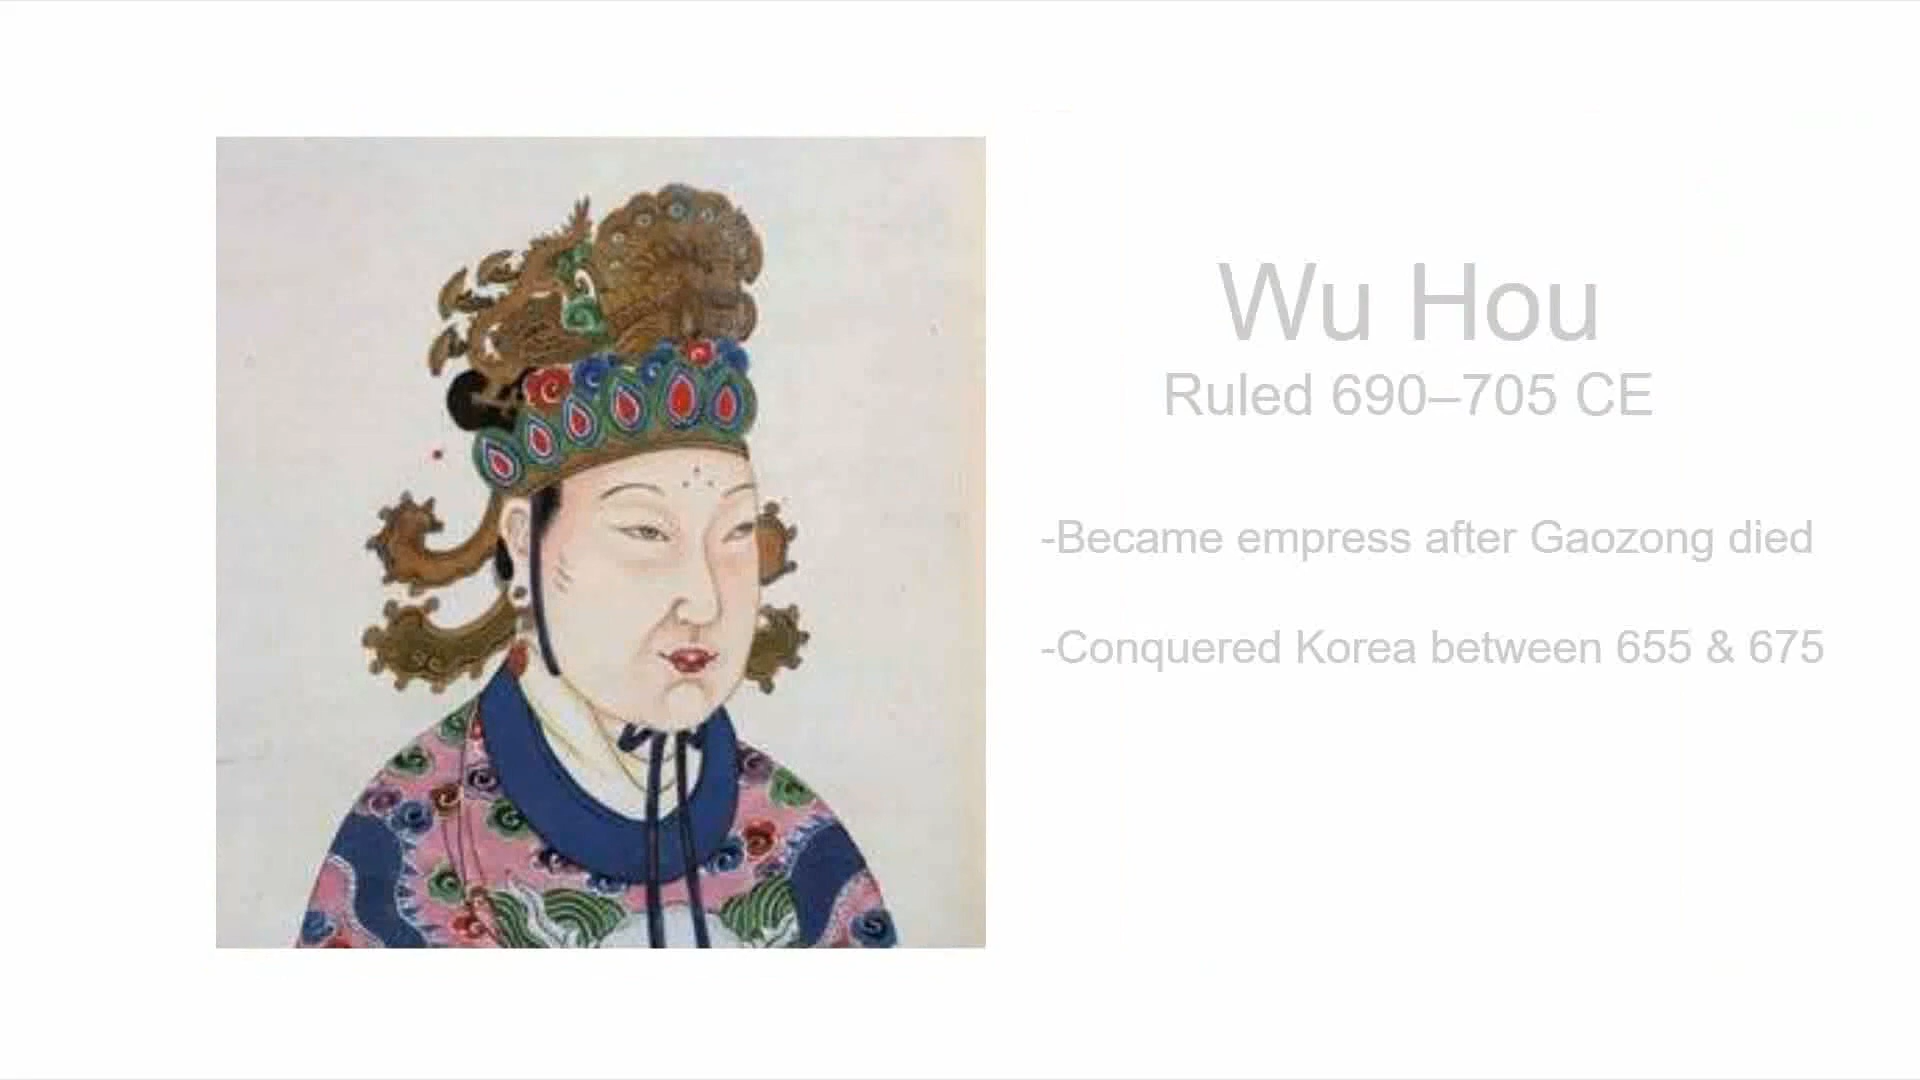 Wu Hou
Ruled 690–705 CE
-Became empress after Gaozong died
-Conquered Korea between 655 & 675